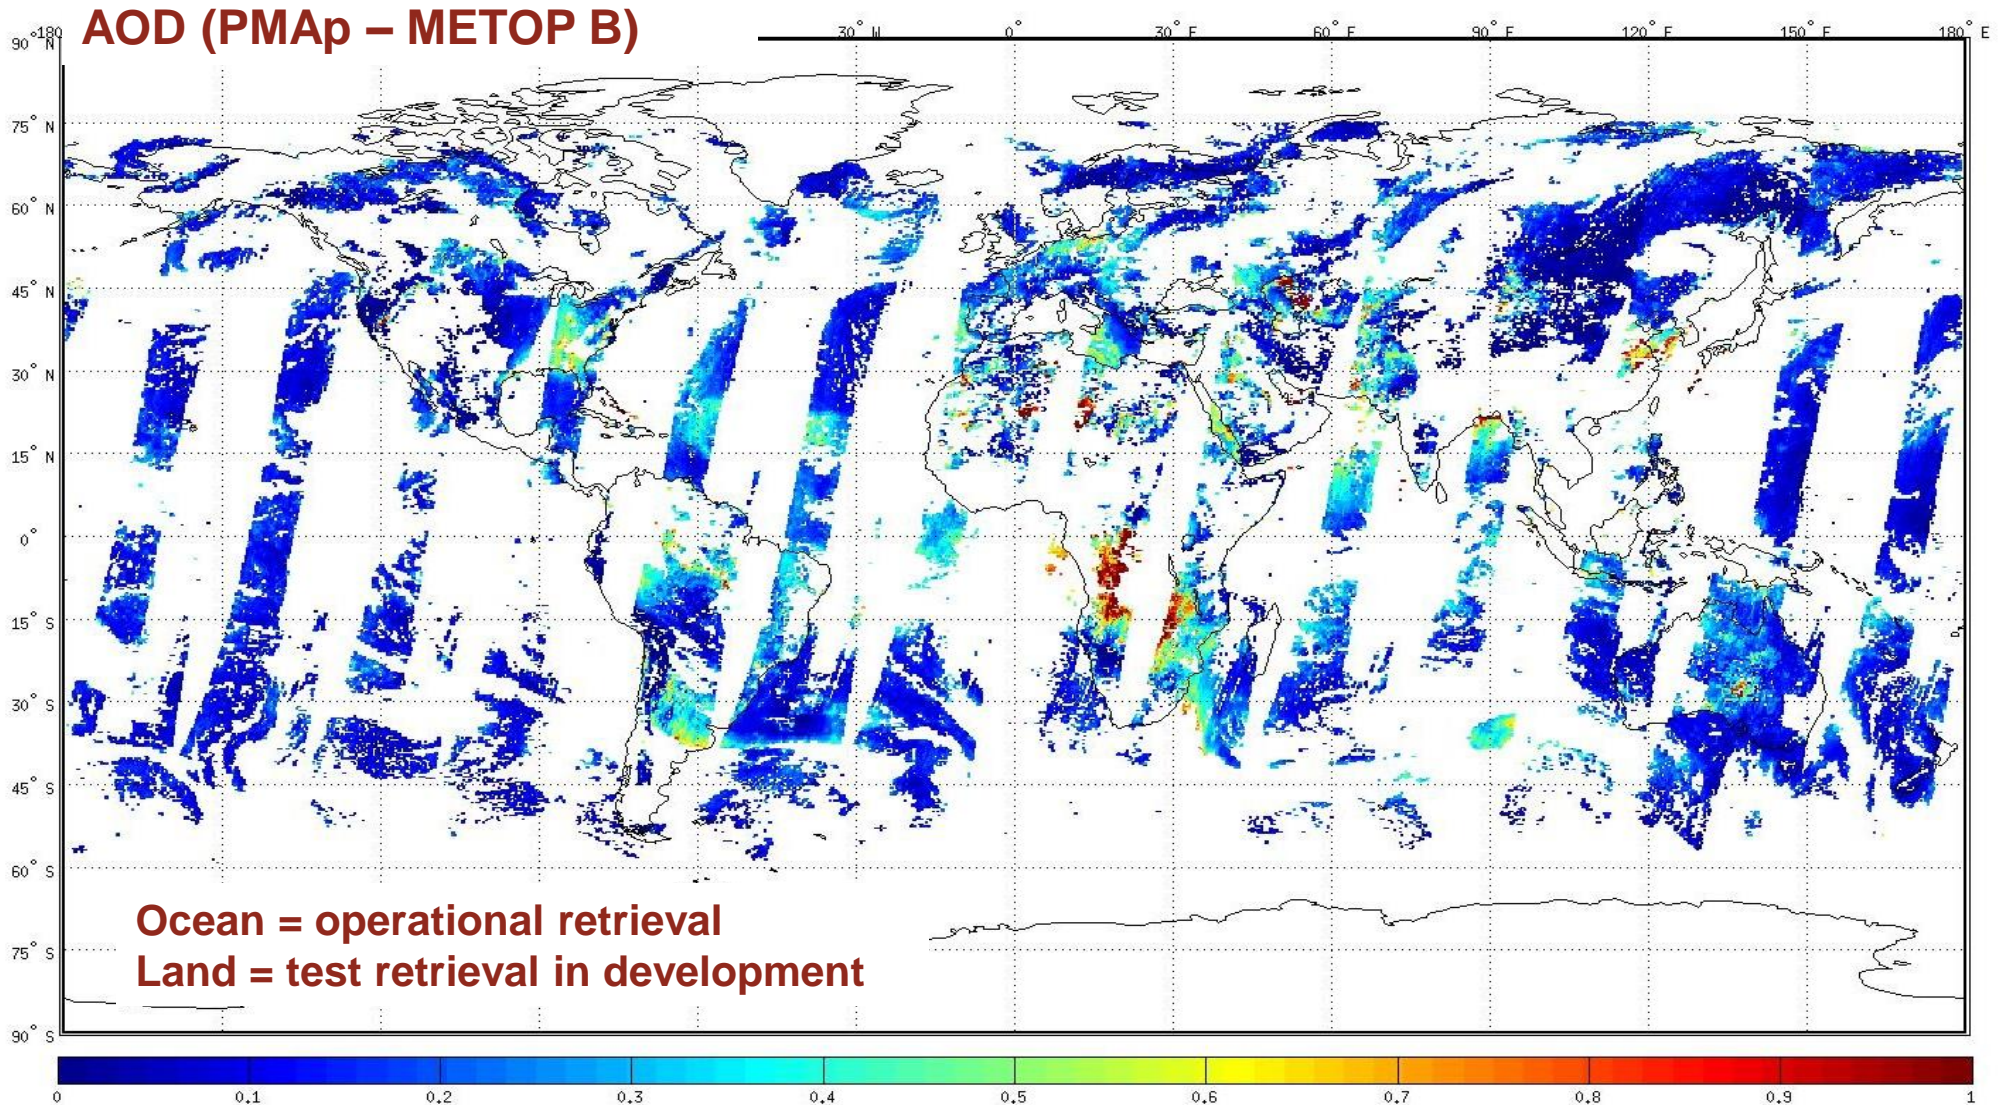 AOD (PMAp – METOP B)
90° N
180
30° W
0°
30° E
60° E
90° E
120° E
150° E
180° E
75° N
60° N
45° N
30° N
15° N
0°
15° S
30° S
45° S
60° S
75° S
90° S
Ocean = operational retrieval
Land = test retrieval in development
0 0.1 0.2 0.3 0.4 0.5 0.6 0.7 0.8 0.9 1